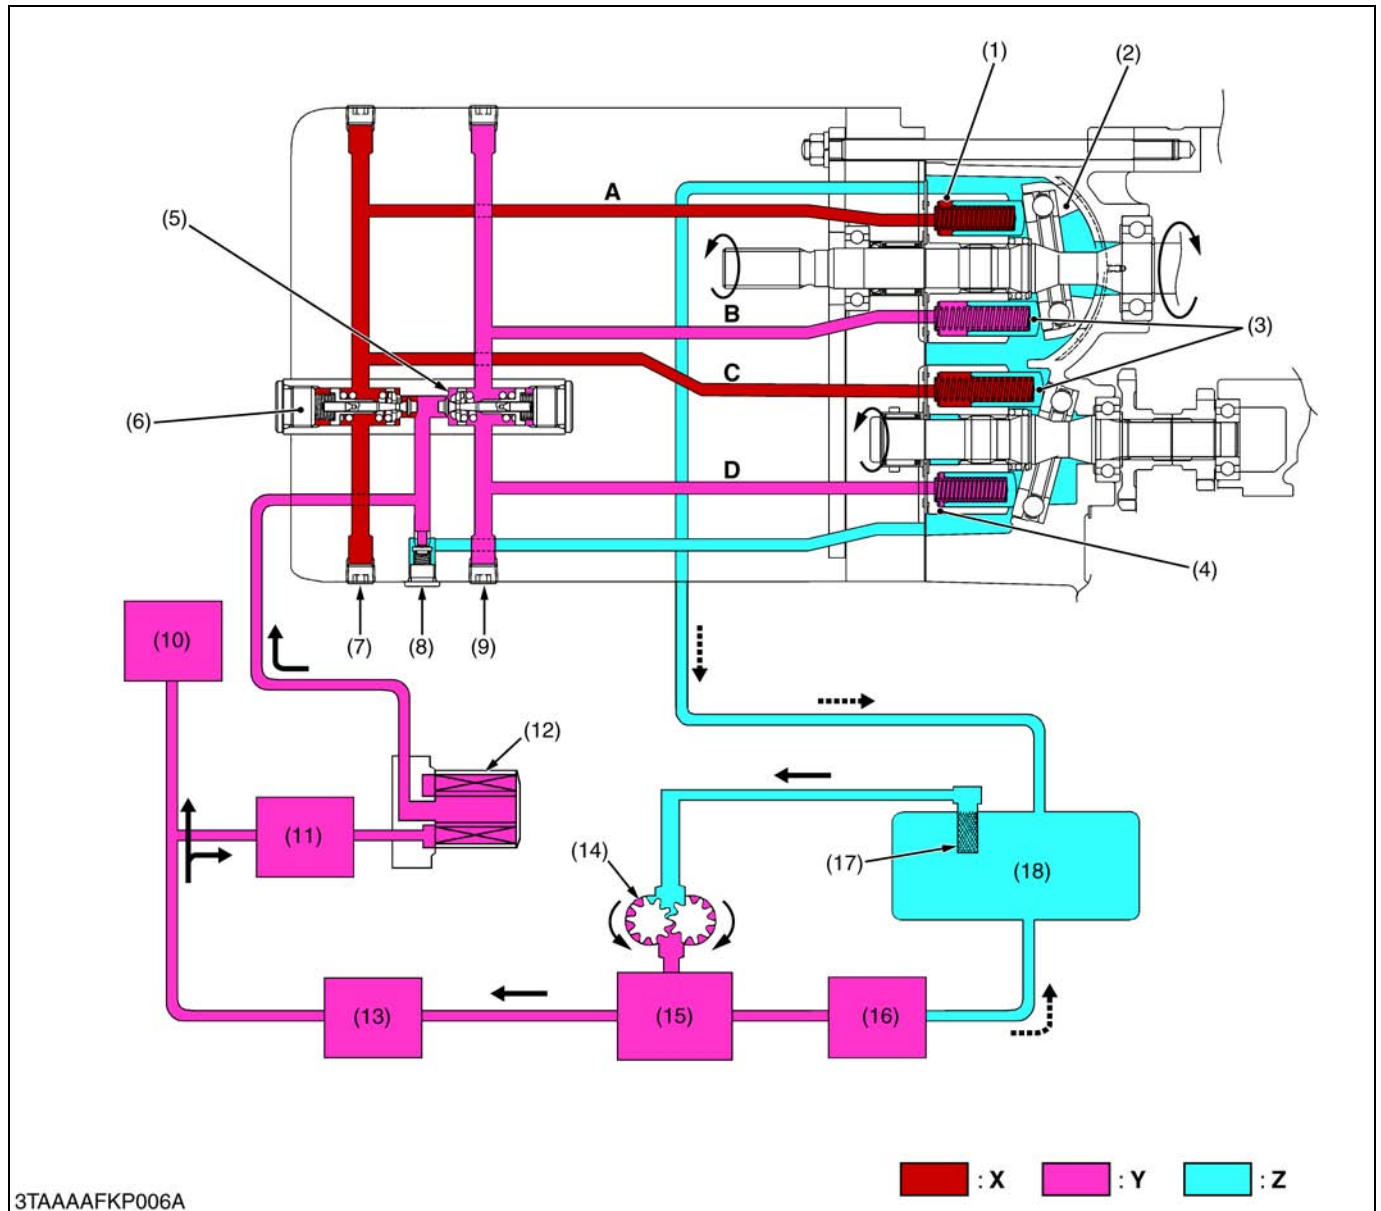 (1)
(2)
A
(5)
B
(3)
C
(6)
D
(4)
(7)
(8)
(9)
(10)
(12)
(11)
(14)
(17)
(18)
(13)
(15)
(16)
: X
: Y
: Z
3TAAAAFKP006A